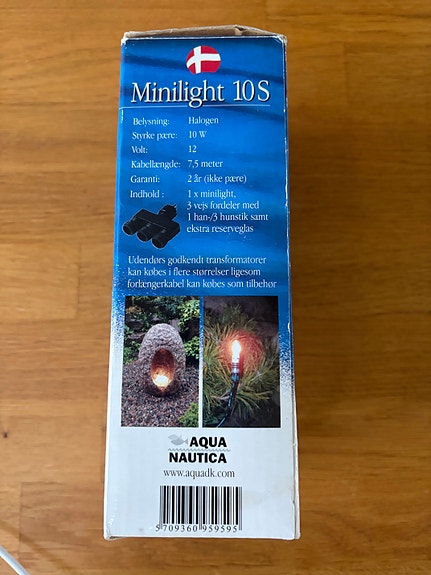 Minilight 10S
Belysning: Halogen
Styrke pære: 10 W
Volt: 12
Kabellængde: 7,5 meter
Garanti: 2 år (ikke pære)
Indhold : 1 x minilight,
3 vejs fordeler med
1 han-/3 hunstik samt
ekstra reserveglas
Udendørs godkendt transformatorer
kan købes i flere størrelser ligesom
forlængerkabel kan købes som tilbehør
AQUA
NAUTICA
www.aquadk.com
5 709360 959595